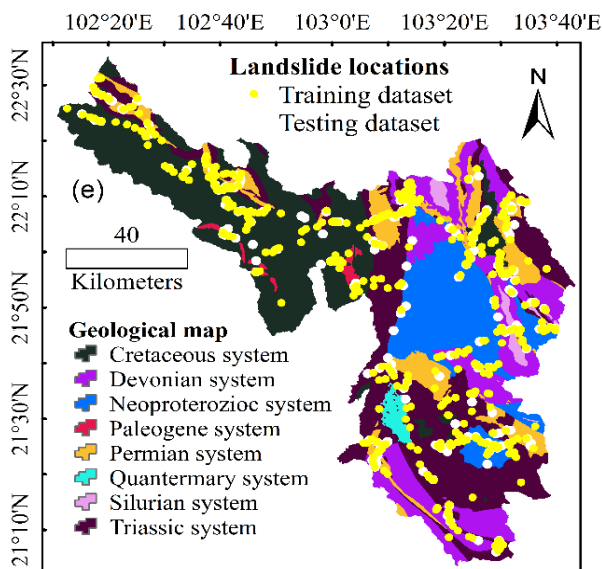 102°20'E 102°40'E 103°0'E 103°20'E 103°40'E
22°30'N
22°10'N
21°50'N
21°30'N
21°10'N
Landslide locations
Training dataset
Testing dataset
N
(e)
40
Kilometers
Geological map
Cretaceous system
Devonian system
Neoproterozioc system
Paleogene system
Permian system
Quanternary system
Silurian system
Triassic system